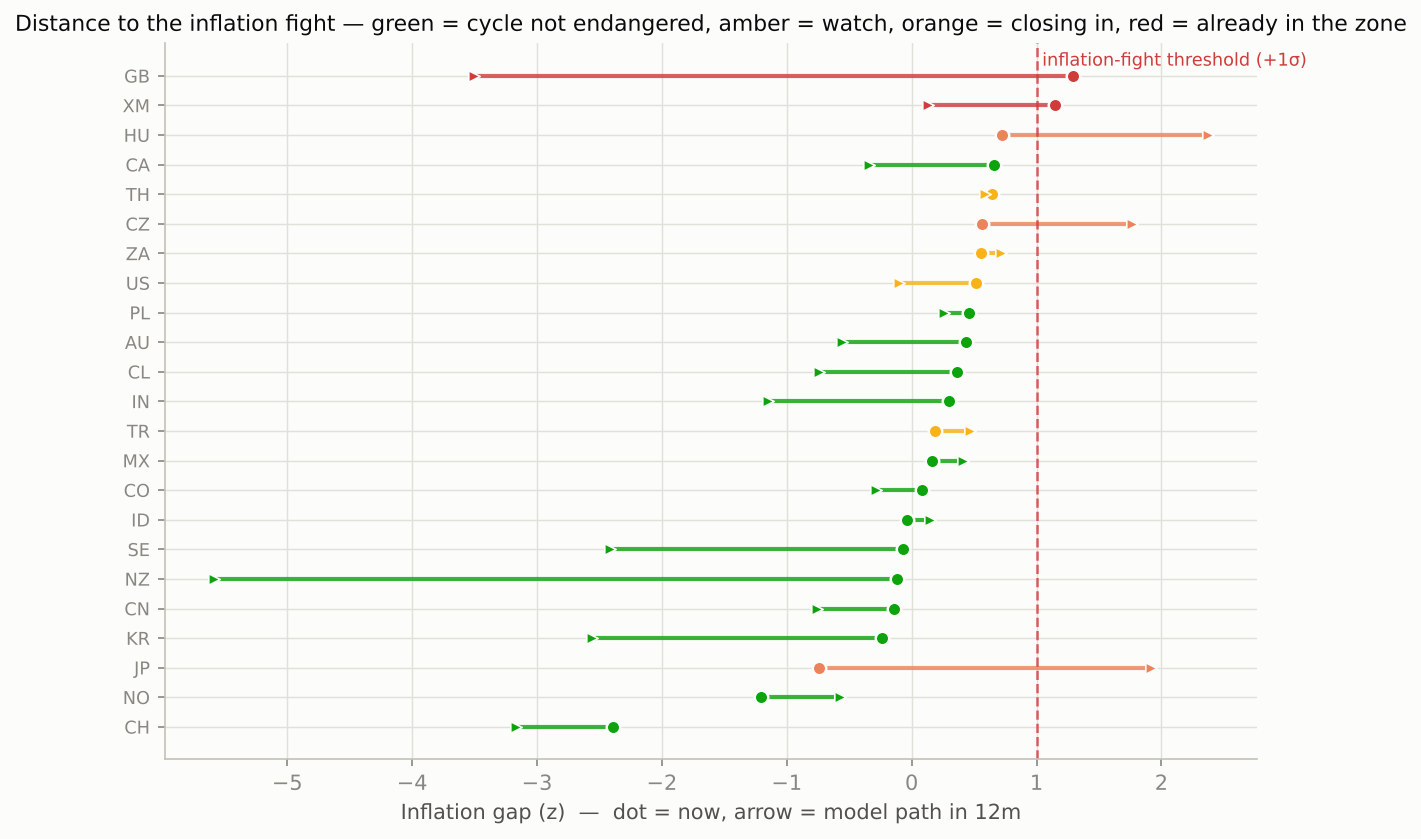 Distance to the inflation fight — green = cycle not endangered, amber = watch, orange = closing in, red = already in the zone
inflation-fight threshold (+1σ)
GB
XM
HU
CA
TH
CZ
ZA
US
PL
AU
CL
IN
TR
MX
CO
ID
SE
NZ
CN
KR
JP
NO
CH
−5 −4 −3 −2 −1 0 1 2
Inflation gap (z) — dot = now, arrow = model path in 12m